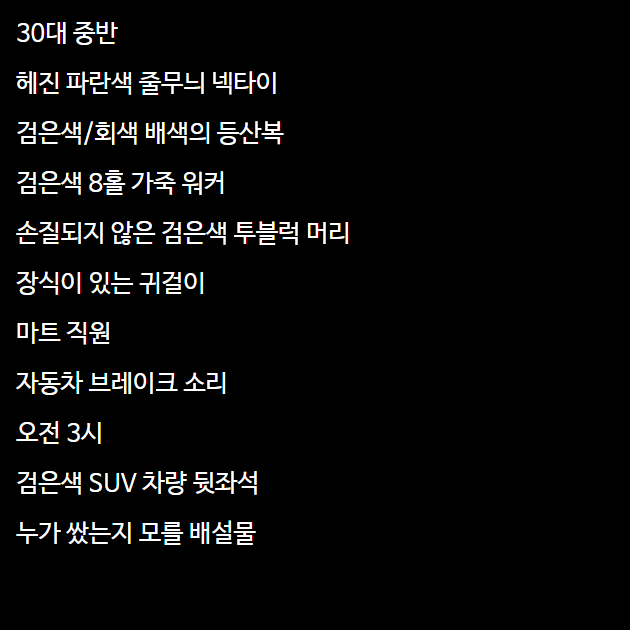 30대 중반
헤진 파란색 줄무늬 넥타이
검은색/회색 배색의 등산복
검은색 8홀 가죽 워커
손질되지 않은 검은색 투블럭 머리
장식이 있는 귀걸이
마트 직원
자동차 브레이크 소리
오전 3시
검은색 SUV 차량 뒷좌석
누가 쌌는지 모를 배설물